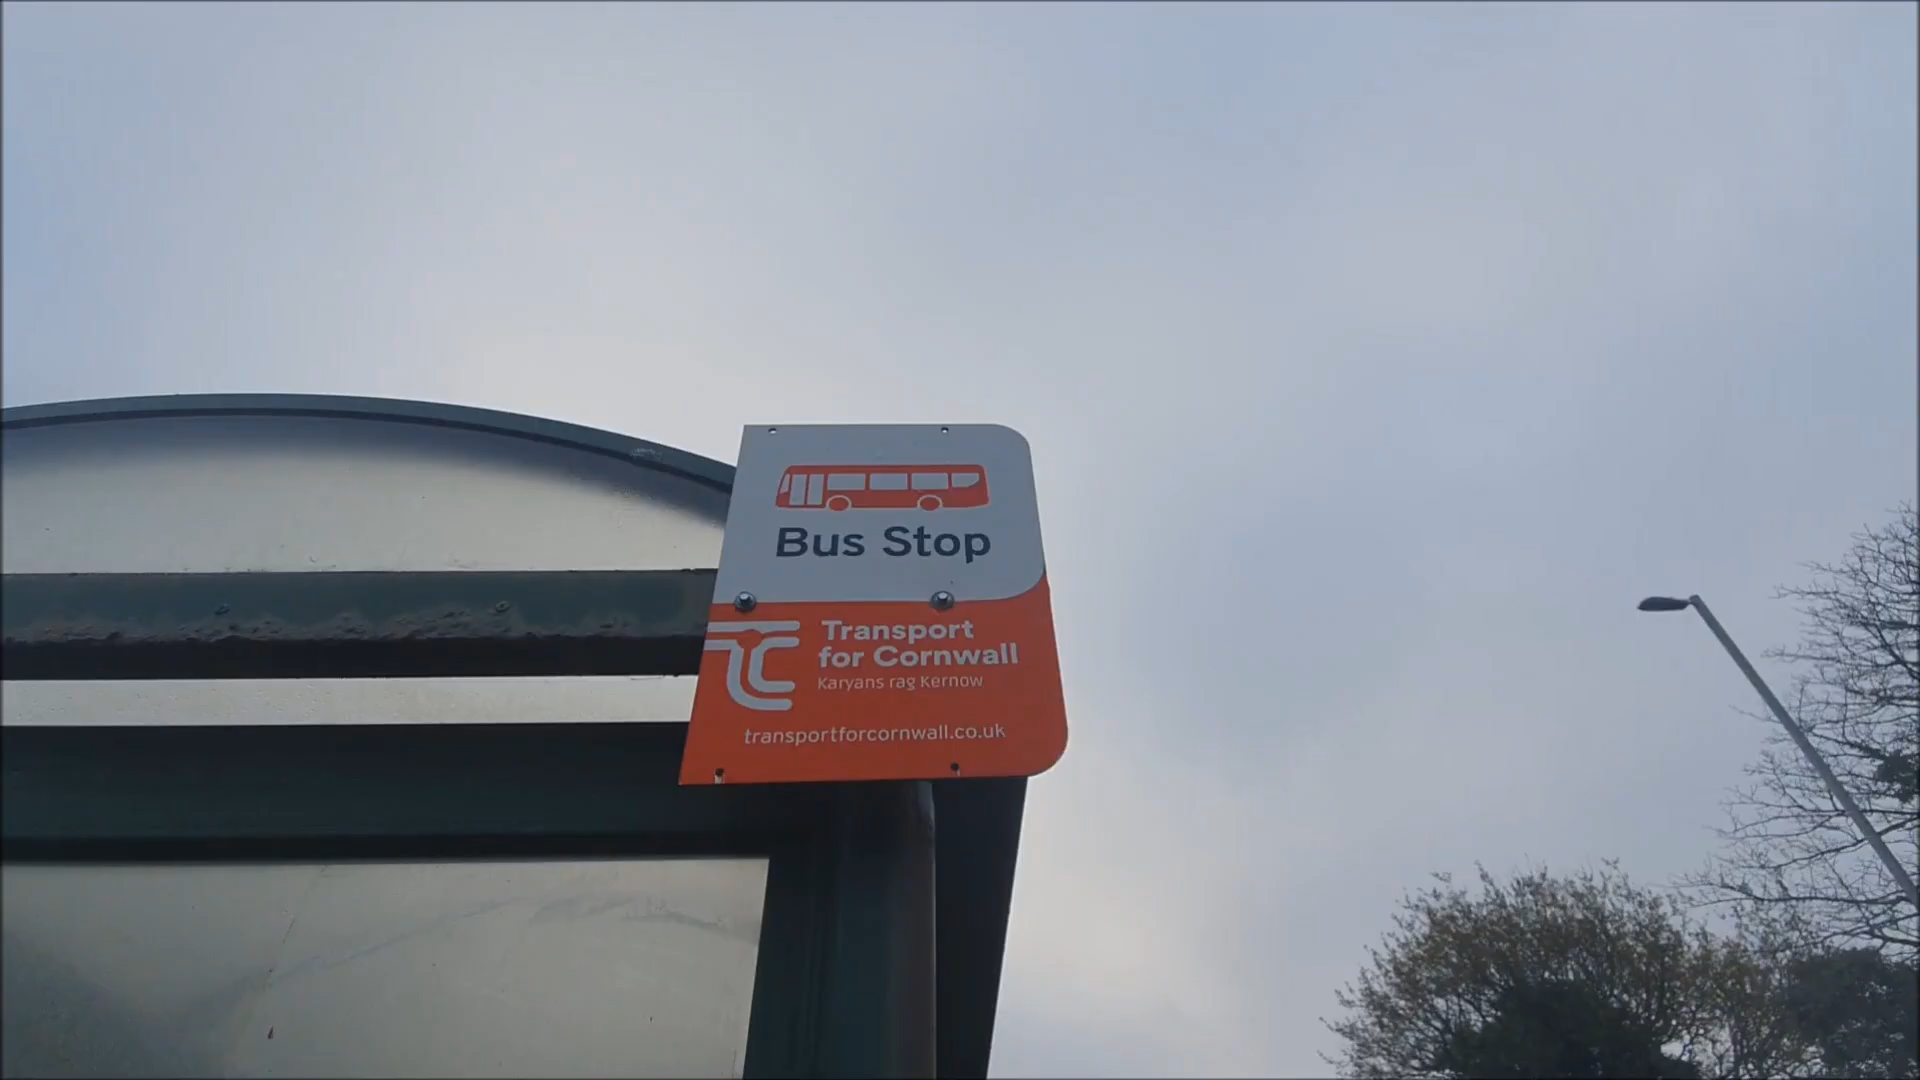 Bus Stop
Transport
for Cornwall
Karyans rag Kernow
transportforcornwall.co.uk